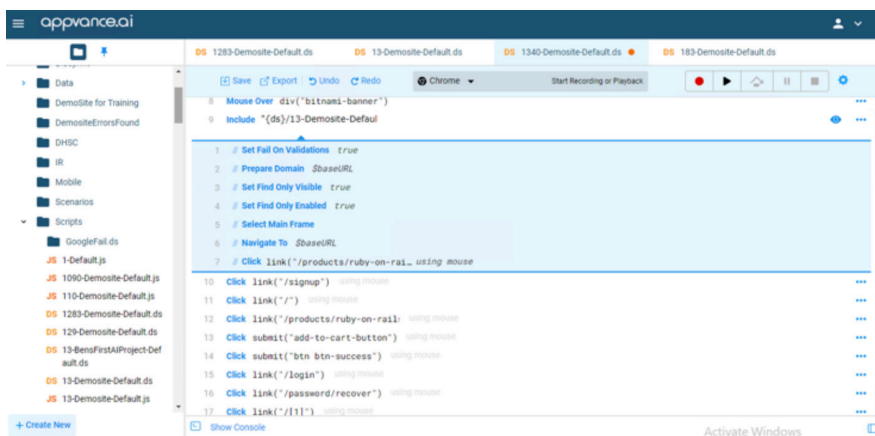 appvance.ai
DS 1283-Demosite-Default.ds
DS 13-Demosite-Default.ds
DS 1340-Demosite-Default.ds
DS 183-Demosite-Default.ds
Save
Export
Undo
Redo
Chrome
Start Recording or Playback
Data
DemoSite for Training
DemositeErrorsFound
DHSC
IR
Mobile
Scenarios
Scripts
GoogleFail.ds
JS 1-Default.js
JS 1090-Demosite-Default.js
JS 110-Demosite-Default.js
DS 1283-Demosite-Default.ds
DS 129-Demosite-Default.ds
DS 13-BensFirstAIProject-Def
ault.ds
DS 13-Demosite-Default.ds
JS 13-Demosite-Default.js
+ Create New
8 Mouse Over div("bitnami-banner")
9 Include "{ds}/13-Demosite-Defaul
1 // Set Fail On Validations true
2 // Prepare Domain $baseURL
3 // Set Find Only Visible true
4 // Set Find Only Enabled true
5 // Select Main Frame
6 // Navigate To $baseURL
7 // Click link("/products/ruby-on-rai… using mouse
10 Click link("/signup") using mouse
11 Click link("/") using mouse
12 Click link("/products/ruby-on-rails using mouse
13 Click submit("add-to-cart-button") using mouse
14 Click submit("btn btn-success") using mouse
15 Click link("/login") using mouse
16 Click link("/password/recover") using mouse
17 Click link("/[1]") using mouse
Show Console
Activate Windows